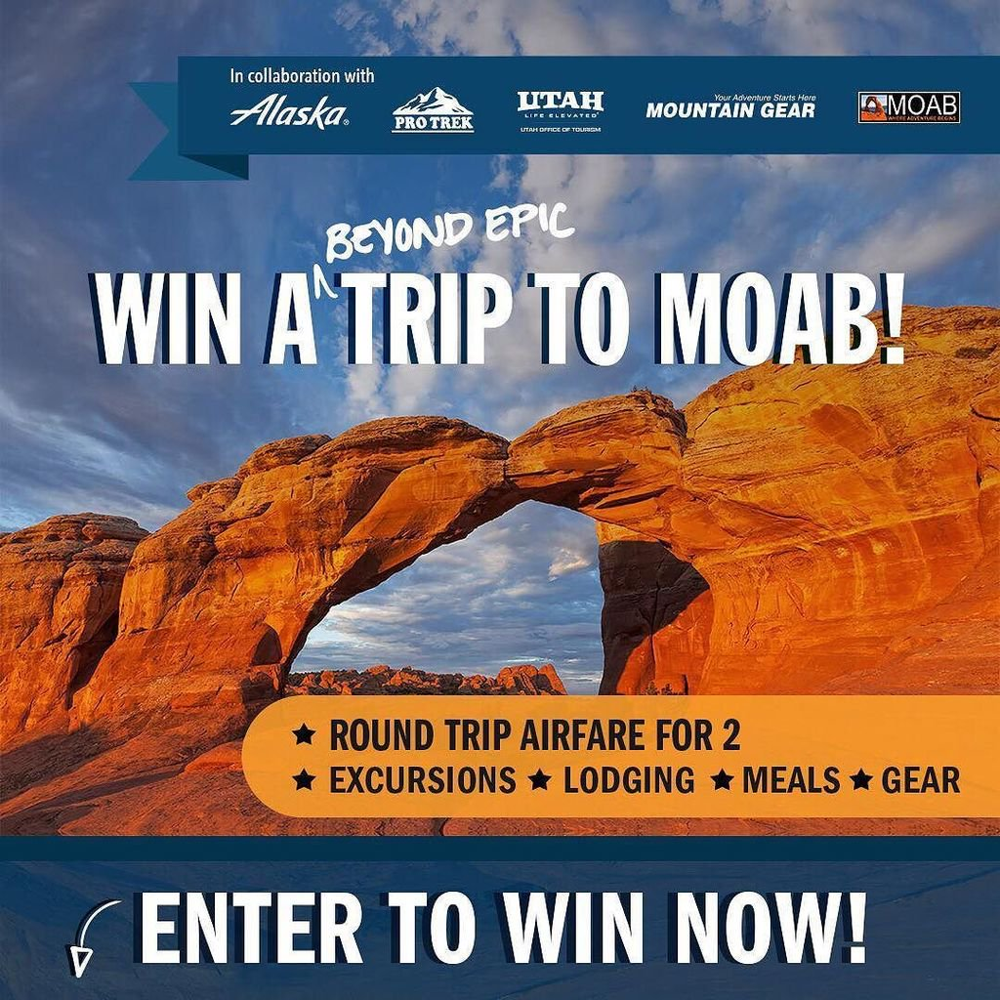 In collaboration with
Alaska®
PRO TREK
UTAH
LIFE ELEVATED®
UTAH OFFICE OF TOURISM
Your Adventure Starts Here
MOUNTAIN GEAR
MOAB
WHERE ADVENTURE BEGINS
BEYOND EPIC
WIN A TRIP TO MOAB!
★ ROUND TRIP AIRFARE FOR 2
★ EXCURSIONS ★ LODGING ★ MEALS ★ GEAR
ENTER TO WIN NOW!